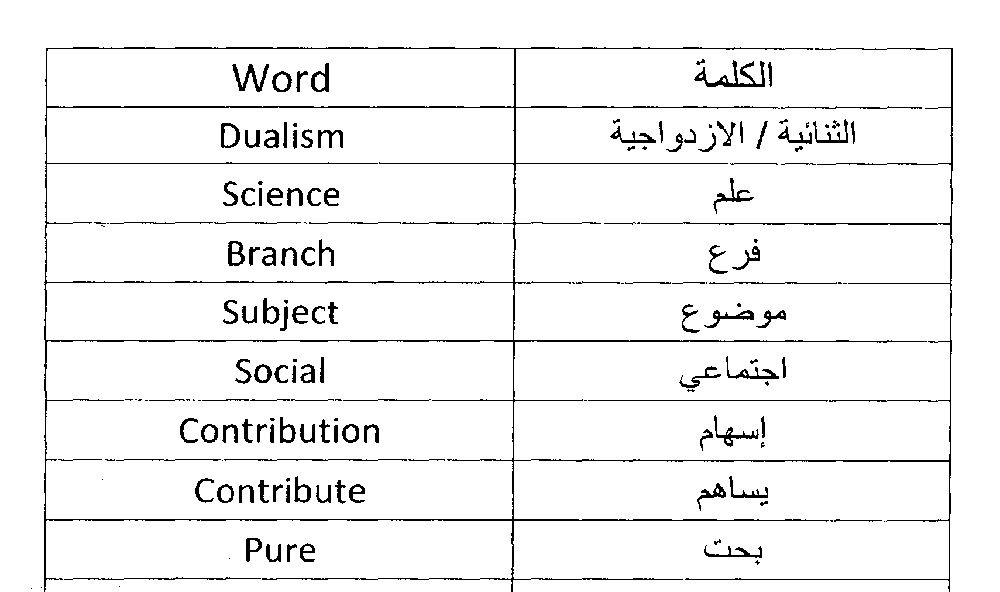 Word الكلمة
Dualism الثنائية / الازدواجية
Science علم
Branch فرع
Subject موضوع
Social اجتماعي
Contribution إسهام
Contribute يساهم
Pure بحت